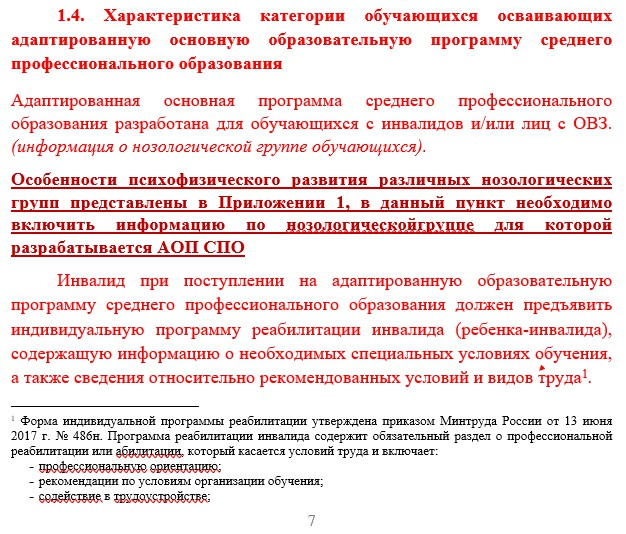 1.4. Характеристика категории обучающихся осваивающих
адаптированную основную образовательную программу среднего
профессионального образования
Адаптированная основная программа среднего профессионального
образования разработана для обучающихся с инвалидов и/или лиц с ОВЗ.
(информация о нозологической группе обучающихся).
Особенности психофизического развития различных нозологических
групп представлены в Приложении 1, в данный пункт необходимо
включить информацию по нозологическойгруппе для которой
разрабатывается АОП СПО
Инвалид при поступлении на адаптированную образовательную
программу среднего профессионального образования должен предъявить
индивидуальную программу реабилитации инвалида (ребенка-инвалида),
содержащую информацию о необходимых специальных условиях обучения,
а также сведения относительно рекомендованных условий и видов труда¹.
¹ Форма индивидуальной программы реабилитации утверждена приказом Минтруда России от 13 июня
2017 г. № 486н. Программа реабилитации инвалида содержит обязательный раздел о профессиональной
реабилитации или абилитации, который касается условий труда и включает:
- профессиональную ориентацию;
- рекомендации по условиям организации обучения;
- содействие в трудоустройстве;
7